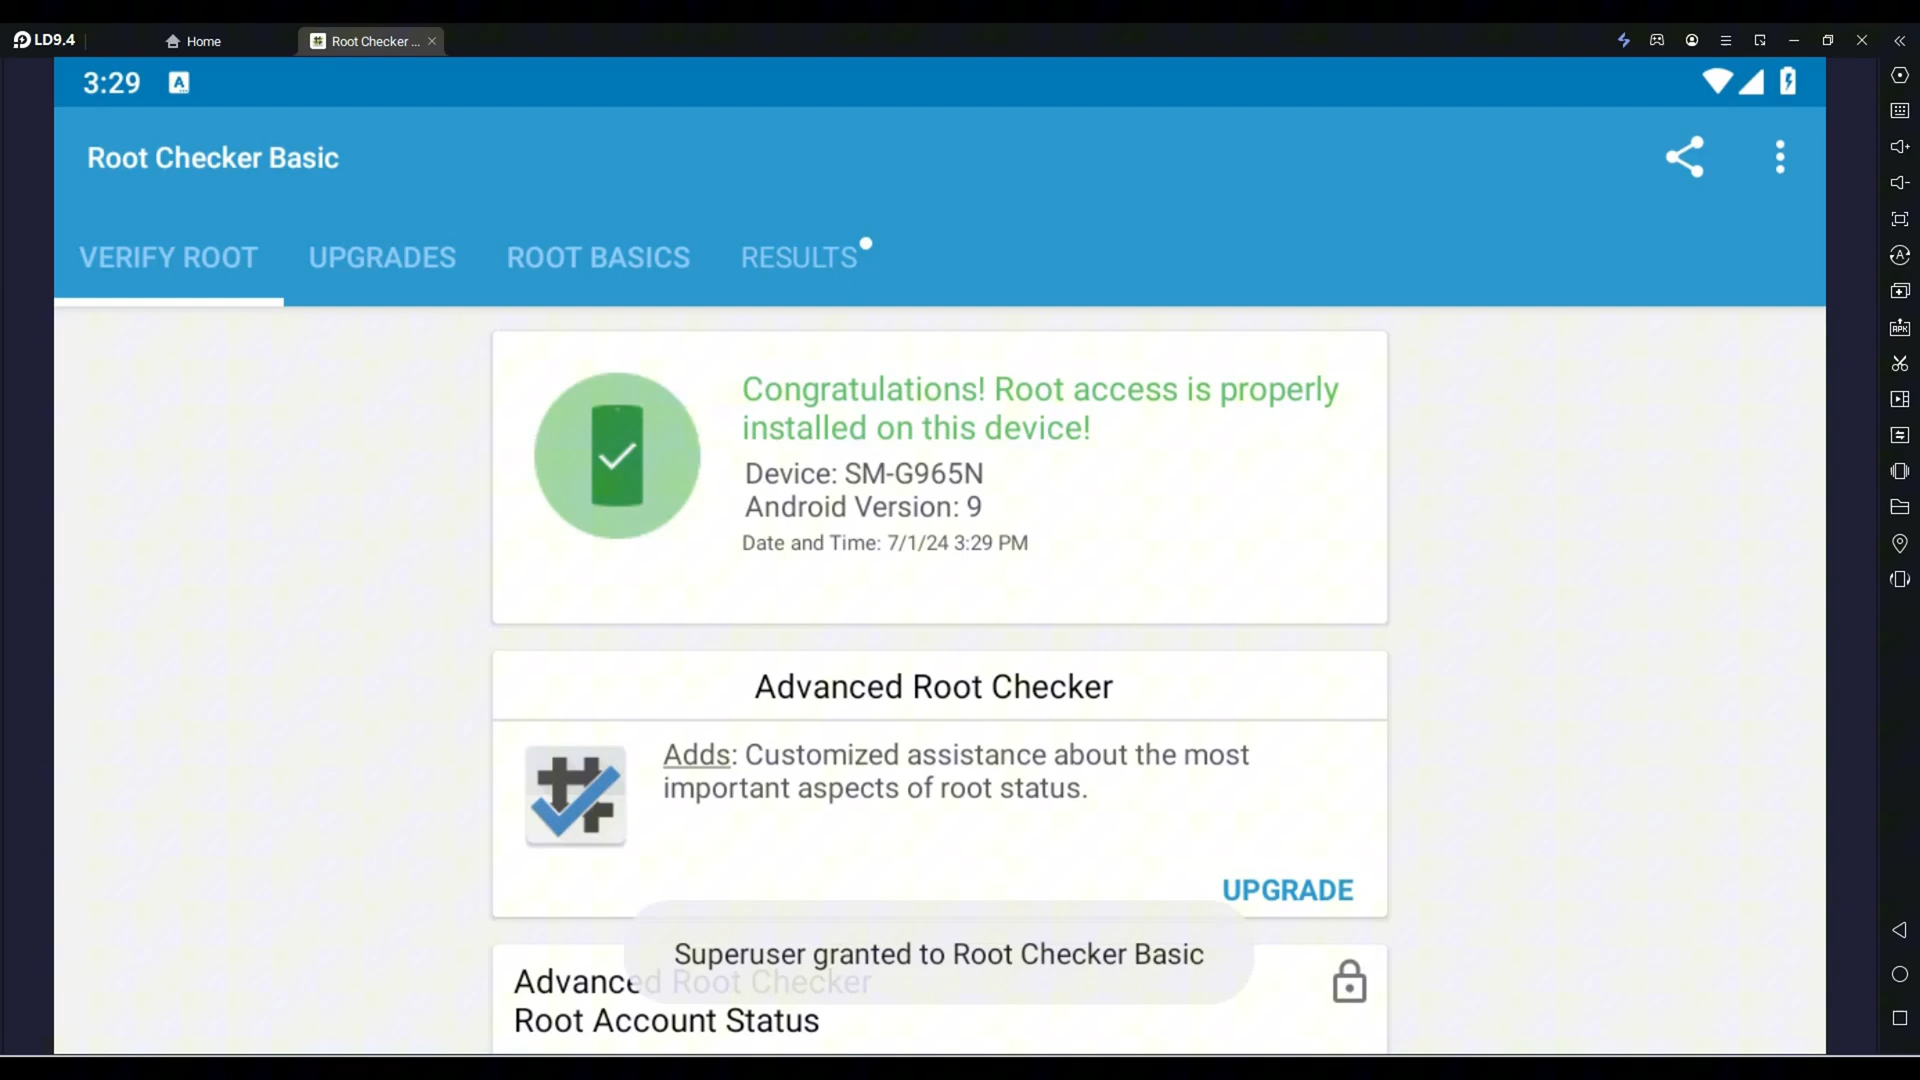 LD9.4
Home
Root Checker ...
3:29
A
Root Checker Basic
VERIFY ROOT
UPGRADES
ROOT BASICS
RESULTS
Congratulations! Root access is properly
installed on this device!
Device: SM-G965N
Android Version: 9
Date and Time: 7/1/24 3:29 PM
Advanced Root Checker
Adds: Customized assistance about the most
important aspects of root status.
UPGRADE
Superuser granted to Root Checker Basic
Advanced Root Checker
Root Account Status
A
APK